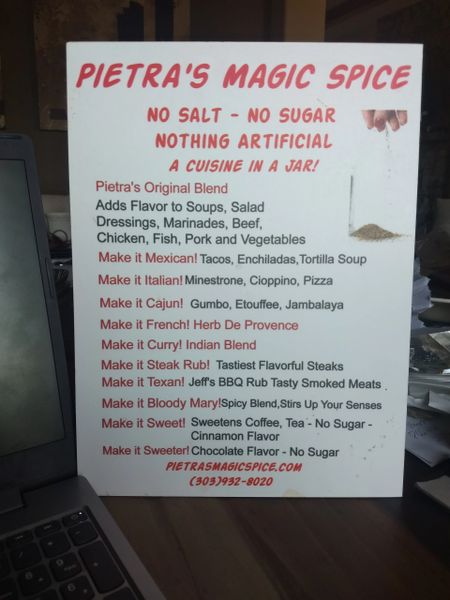 PIETRA'S MAGIC SPICE
NO SALT - NO SUGAR
NOTHING ARTIFICIAL
A CUISINE IN A JAR!
Pietra's Original Blend
Adds Flavor to Soups, Salad
Dressings, Marinades, Beef,
Chicken, Fish, Pork and Vegetables
Make it Mexican! Tacos, Enchiladas,Tortilla Soup
Make it Italian! Minestrone, Cioppino, Pizza
Make it Cajun! Gumbo, Etouffee, Jambalaya
Make it French! Herb De Provence
Make it Curry! Indian Blend
Make it Steak Rub! Tastiest Flavorful Steaks
Make it Texan! Jeff's BBQ Rub Tasty Smoked Meats
Make it Bloody Mary! Spicy Blend,Stirs Up Your Senses
Make it Sweet! Sweetens Coffee, Tea - No Sugar -
Cinnamon Flavor
Make it Sweeter! Chocolate Flavor - No Sugar
PIETRASMAGICSPICE.COM
(303)932-8020